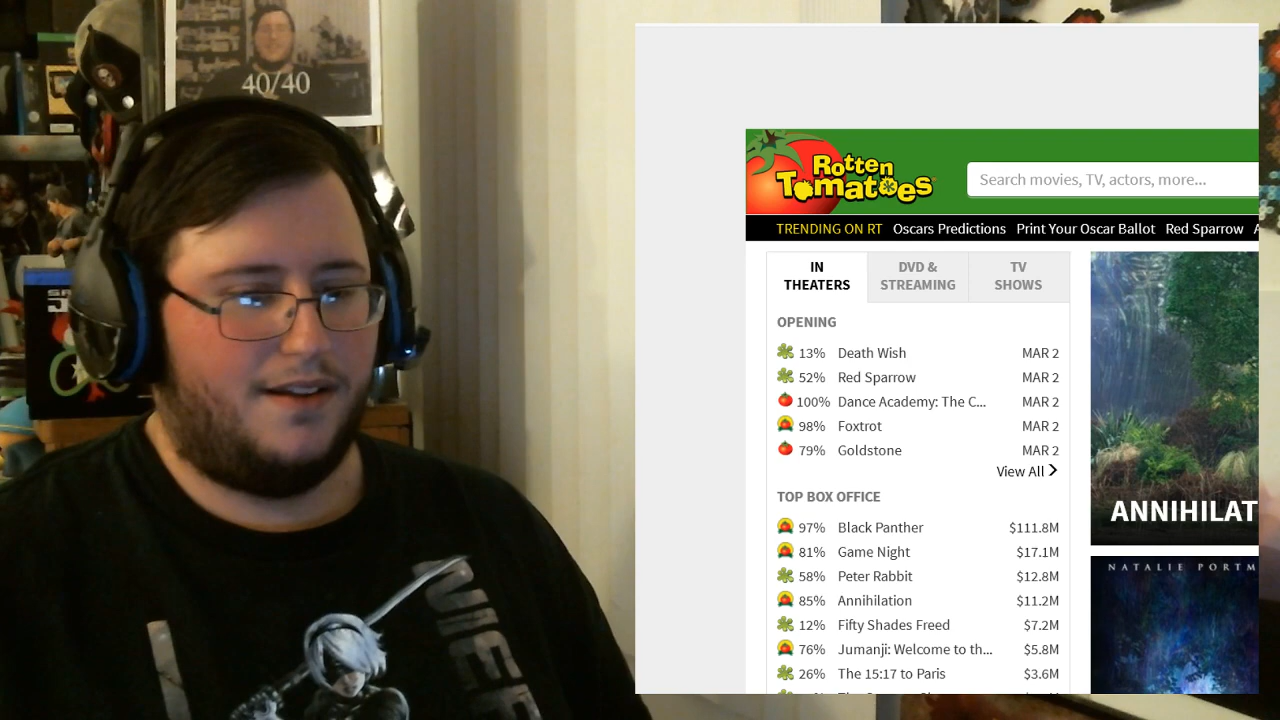 40/40
Rotten
Tomatoes
Search movies, TV, actors, more...
TRENDING ON RT Oscars Predictions Print Your Oscar Ballot Red Sparrow
IN THEATERS
DVD & STREAMING
TV SHOWS
OPENING
13% Death Wish MAR 2
52% Red Sparrow MAR 2
100% Dance Academy: The C... MAR 2
98% Foxtrot MAR 2
79% Goldstone MAR 2
View All
TOP BOX OFFICE
97% Black Panther $111.8M
81% Game Night $17.1M
58% Peter Rabbit $12.8M
85% Annihilation $11.2M
12% Fifty Shades Freed $7.2M
76% Jumanji: Welcome to th... $5.8M
26% The 15:17 to Paris $3.6M
ANNIHILAT
NATALIE PORTM